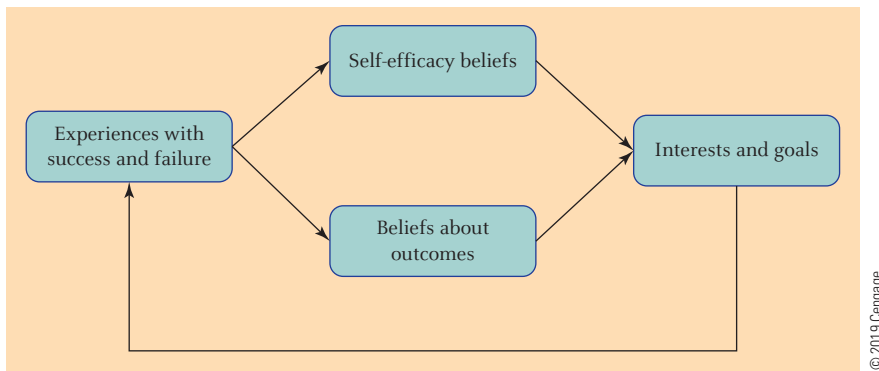 Self-efficacy beliefs
Experiences with
success and failure
Interests and goals
Beliefs about
outcomes
© 2019 Cengage